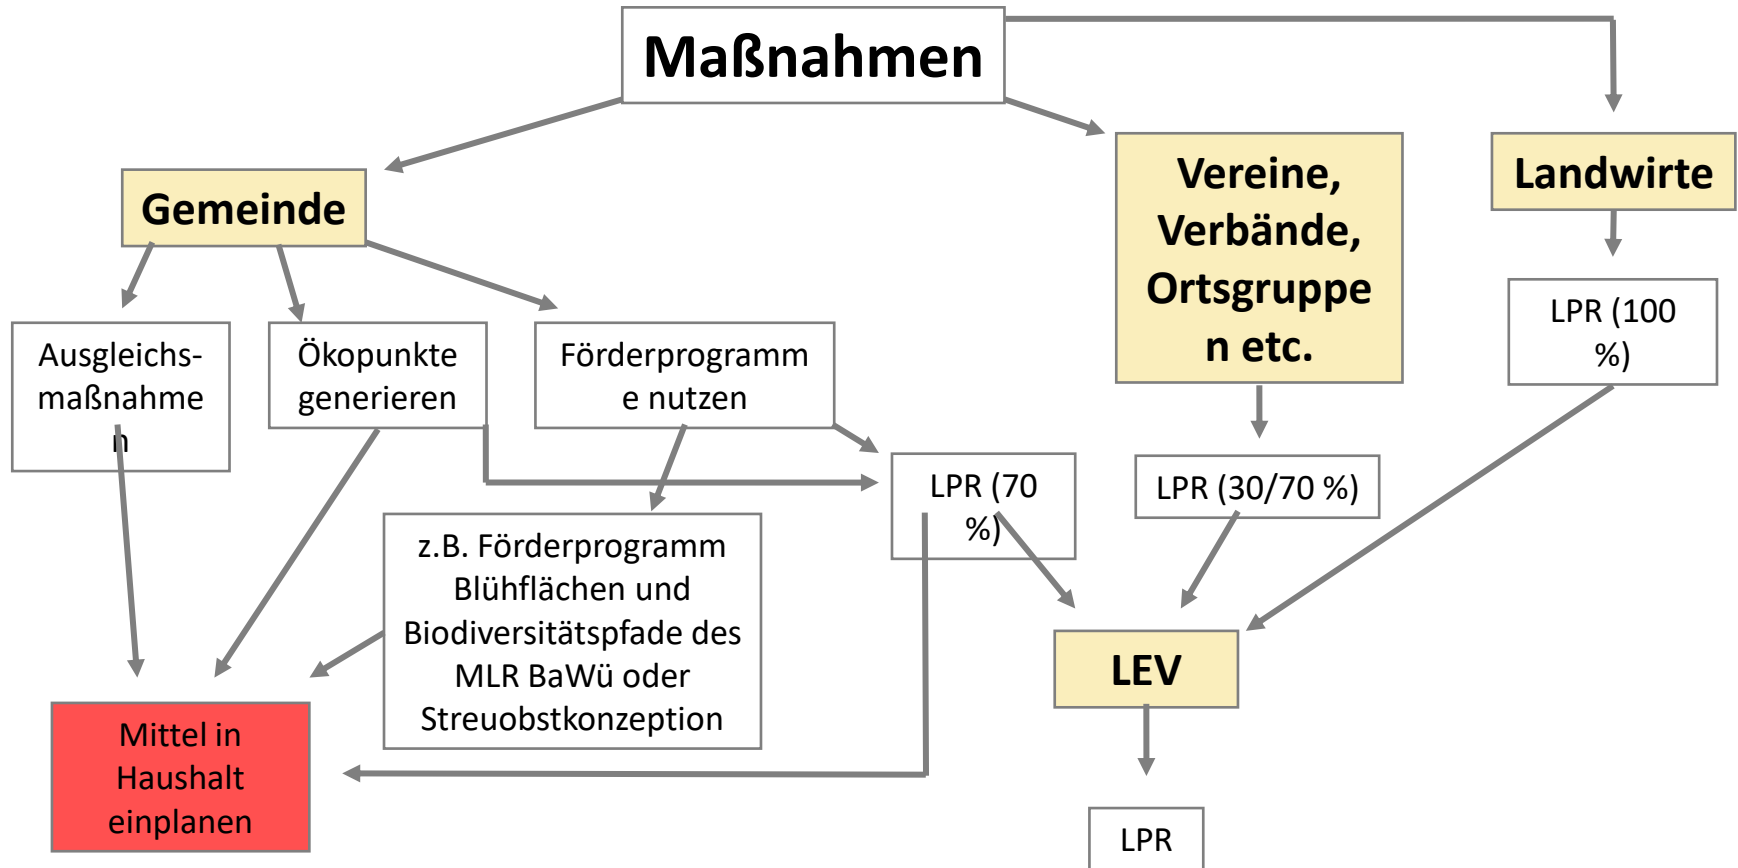 Maßnahmen
Gemeinde
Vereine,
Verbände,
Ortsgruppe
n etc.
Landwirte
Ausgleichs-
maßnahme
n
Ökopunkte
generieren
Förderprogramm
e nutzen
LPR (100
%)
LPR (70
%)
LPR (30/70 %)
z.B. Förderprogramm
Blühflächen und
Biodiversitätspfade des
MLR BaWü oder
Streuobstkonzeption
LEV
Mittel in
Haushalt
einplanen
LPR